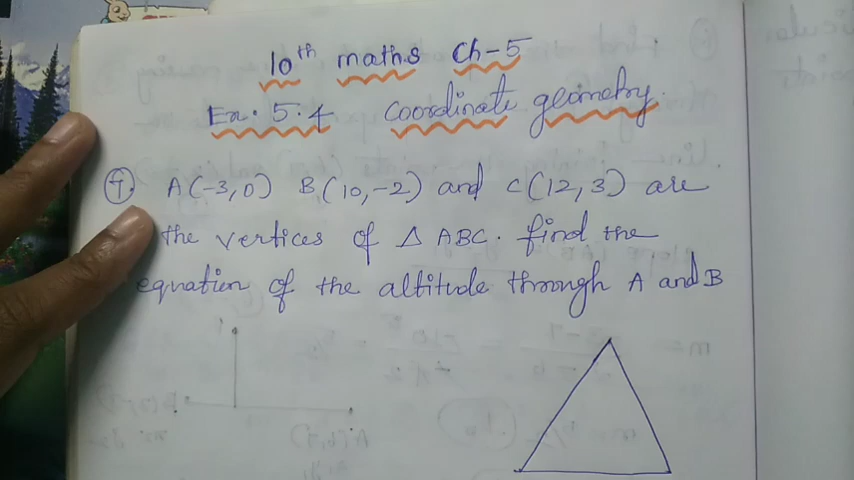 10th maths Ch-5
Ex. 5.4 Coordinate geometry.
7. A(-3,0) B(10,-2) and C(12,3) are
the vertices of Δ ABC. find the
equation of the altitude through A and B